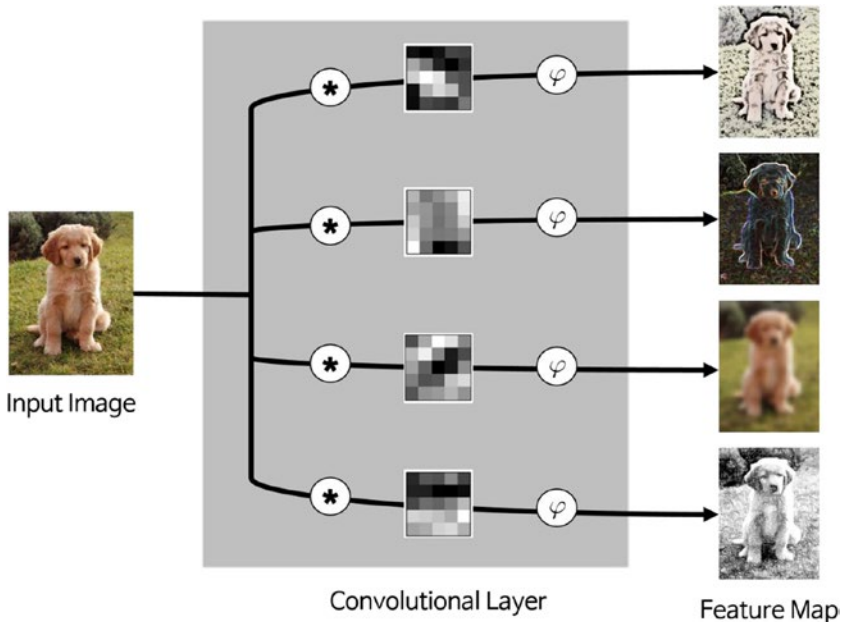 *
φ
*
φ
*
φ
*
φ
Input Image
Convolutional Layer
Feature Map